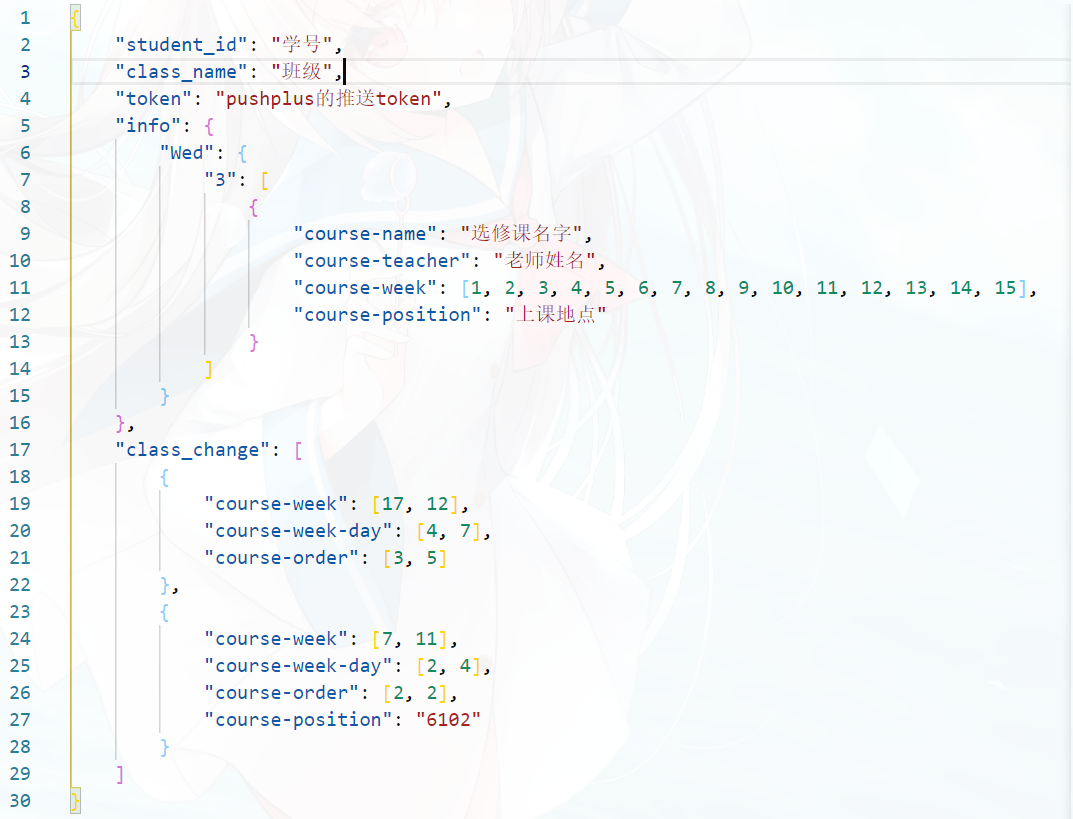 1 {
2 "student_id": "学号",
3 "class_name": "班级",
4 "token": "pushplus的推送token",
5 "info": {
6 "Wed": {
7 "3": [
8 {
9 "course-name": "选修课名字",
10 "course-teacher": "老师姓名",
11 "course-week": [1, 2, 3, 4, 5, 6, 7, 8, 9, 10, 11, 12, 13, 14, 15],
12 "course-position": "上课地点"
13 }
14 ]
15 }
16 },
17 "class_change": [
18 {
19 "course-week": [17, 12],
20 "course-week-day": [4, 7],
21 "course-order": [3, 5]
22 },
23 {
24 "course-week": [7, 11],
25 "course-week-day": [2, 4],
26 "course-order": [2, 2],
27 "course-position": "6102"
28 }
29 ]
30 }